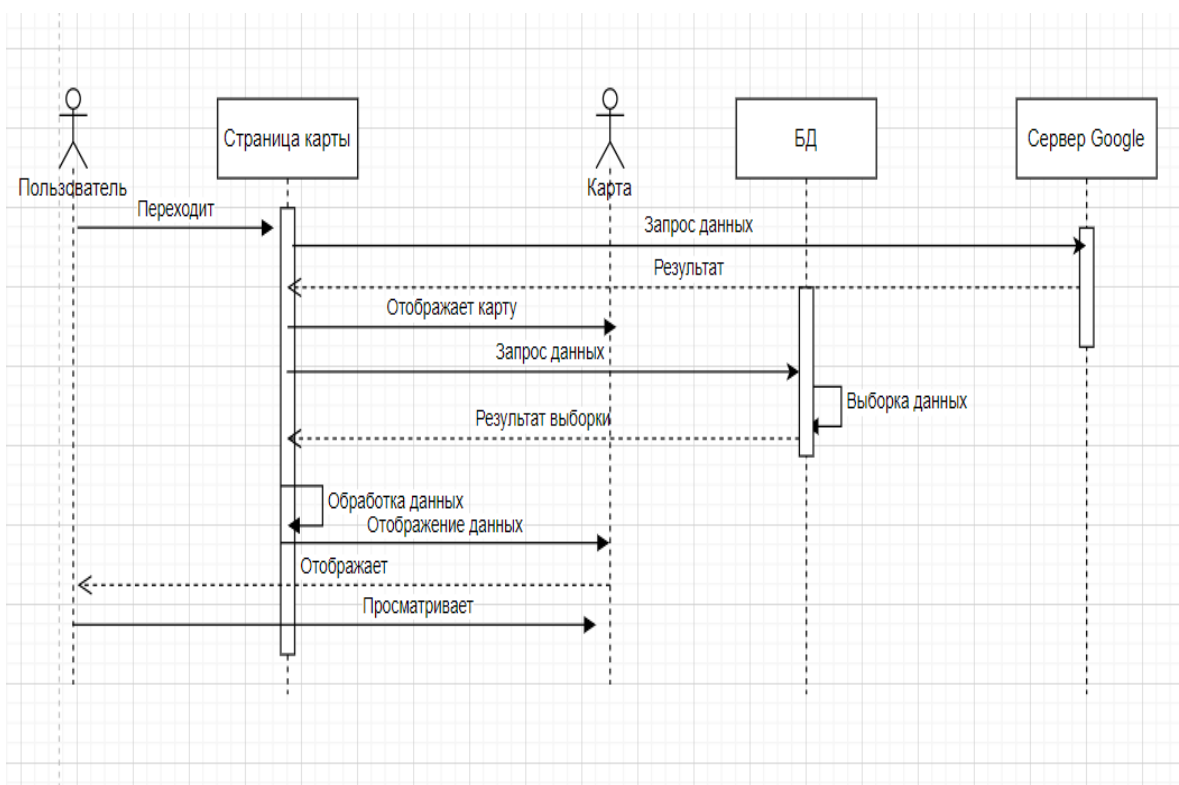 Страница карты
БД
Сервер Google
Пользователь
Карта
Переходит
Запрос данных
Результат
Отображает карту
Запрос данных
Выборка данных
Результат выборки
Обработка данных
Отображение данных
Отображает
Просматривает